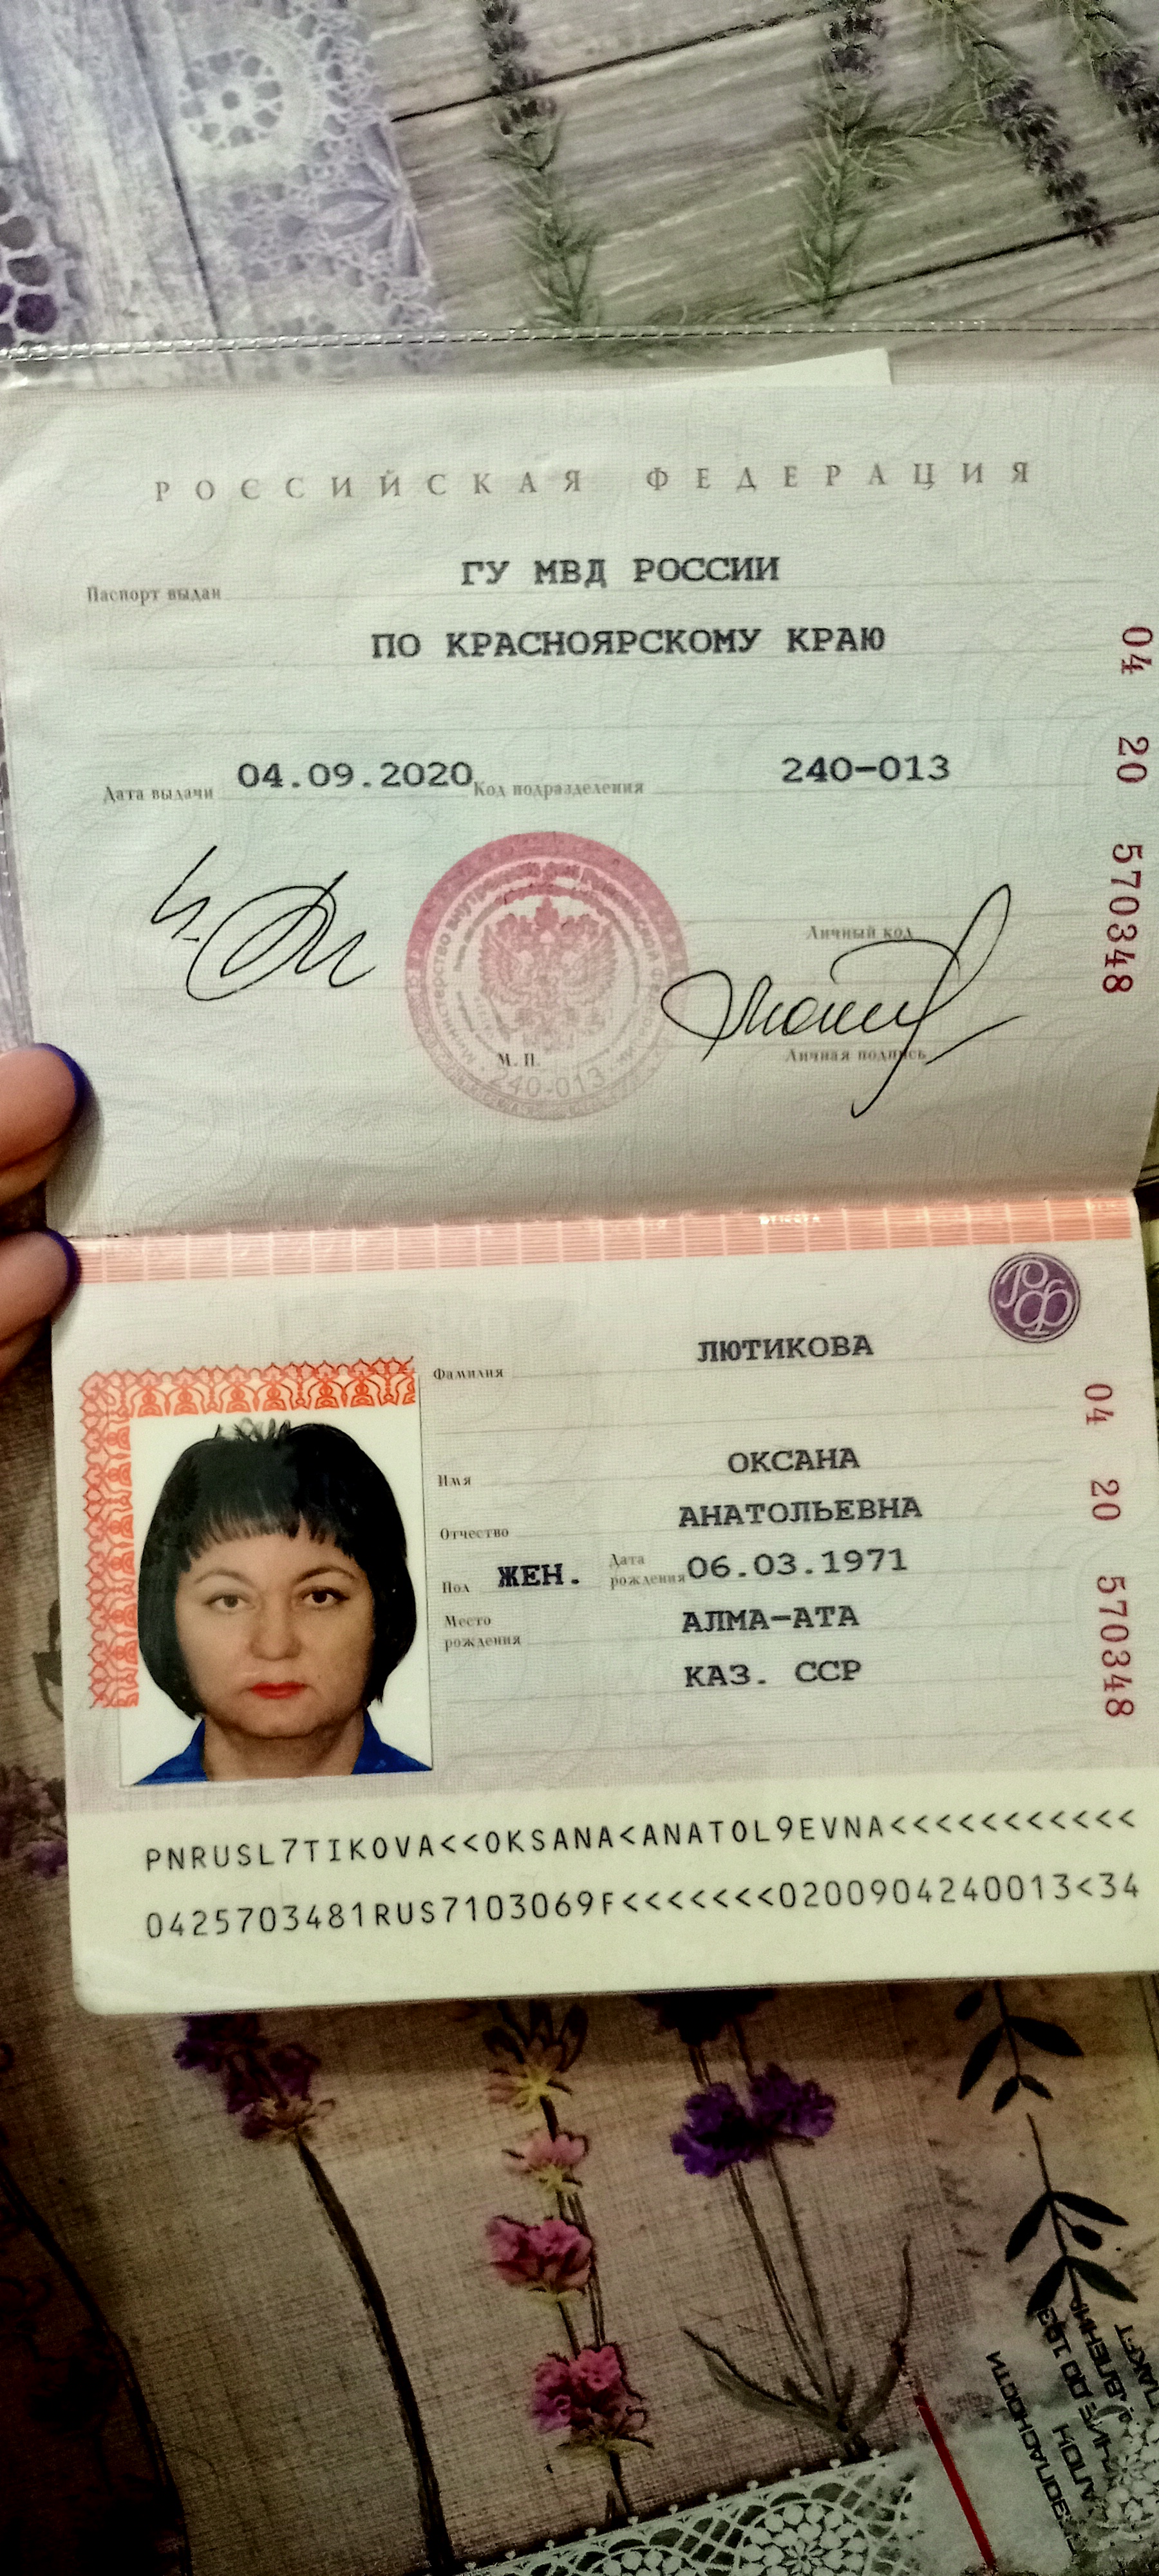 РОССИЙСКАЯ ФЕДЕРАЦИЯ
Паспорт выдан ГУ МВД РОССИИ
ПО КРАСНОЯРСКОМУ КРАЮ
Дата выдачи 04.09.2020 Код подразделения 240-013
Личный код
М. П.
240-013
Личная подпись
04 20 570348
Фамилия ЛЮТИКОВА
Имя ОКСАНА
Отчество АНАТОЛЬЕВНА
Пол ЖЕН. Дата рождения 06.03.1971
Место рождения АЛМА-АТА
КАЗ. ССР
РФ
04 20 570348
PNRUSL7TIKOVA<<OKSANA<ANATOL9EVNA<<<<<<<<<<<
0425703481RUS7103069F<<<<<<<0200904240013<34